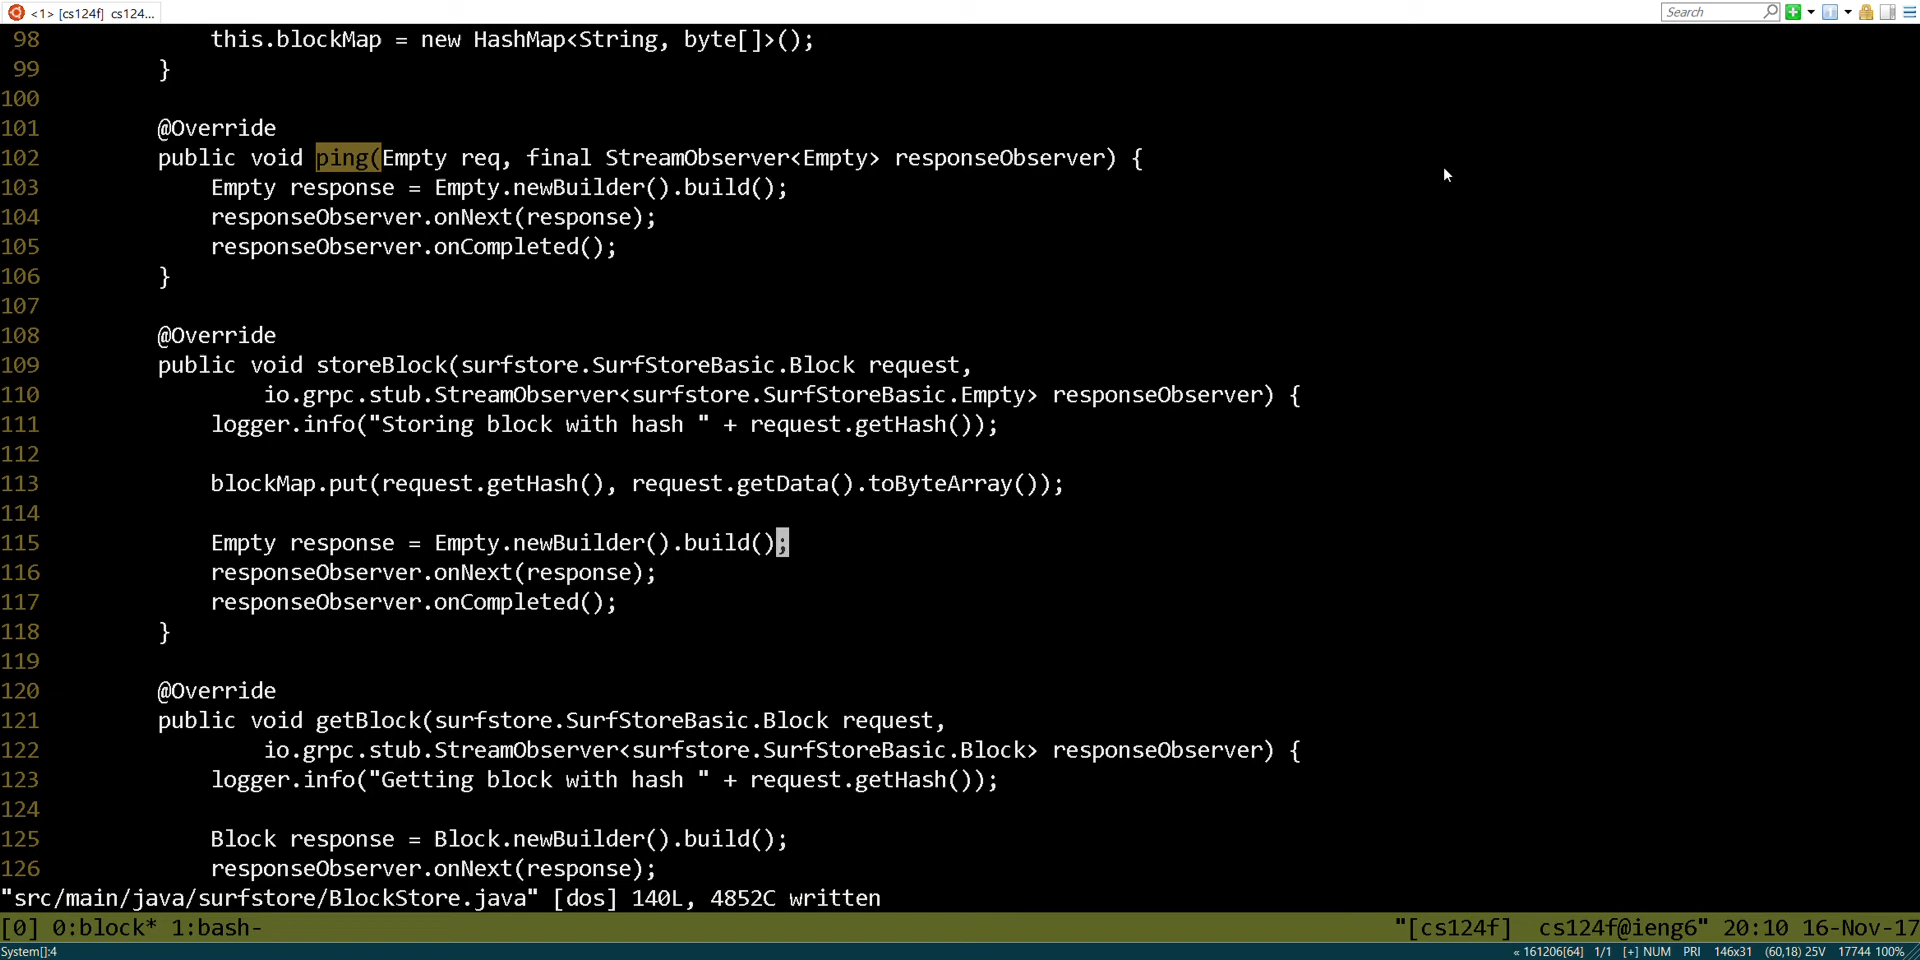 <1> [cs124f] cs124f...
Search
98             this.blockMap = new HashMap<String, byte[]>();
99         }
100
101         @Override
102         public void ping(Empty req, final StreamObserver<Empty> responseObserver) {
103             Empty response = Empty.newBuilder().build();
104             responseObserver.onNext(response);
105             responseObserver.onCompleted();
106         }
107
108         @Override
109         public void storeBlock(surfstore.SurfStoreBasic.Block request,
110                 io.grpc.stub.StreamObserver<surfstore.SurfStoreBasic.Empty> responseObserver) {
111             logger.info("Storing block with hash " + request.getHash());
112
113             blockMap.put(request.getHash(), request.getData().toByteArray());
114
115             Empty response = Empty.newBuilder().build();
116             responseObserver.onNext(response);
117             responseObserver.onCompleted();
118         }
119
120         @Override
121         public void getBlock(surfstore.SurfStoreBasic.Block request,
122                 io.grpc.stub.StreamObserver<surfstore.SurfStoreBasic.Block> responseObserver) {
123             logger.info("Getting block with hash " + request.getHash());
124
125             Block response = Block.newBuilder().build();
126             responseObserver.onNext(response);
"src/main/java/surfstore/BlockStore.java" [dos] 140L, 4852C written
[0] 0:block* 1:bash- "[cs124f] cs124f@ieng6" 20:10 16-Nov-17
System[]:4 « 161206[64] 1/1 [+] NUM PRI 146x31 (60,18) 25V 17744 100%